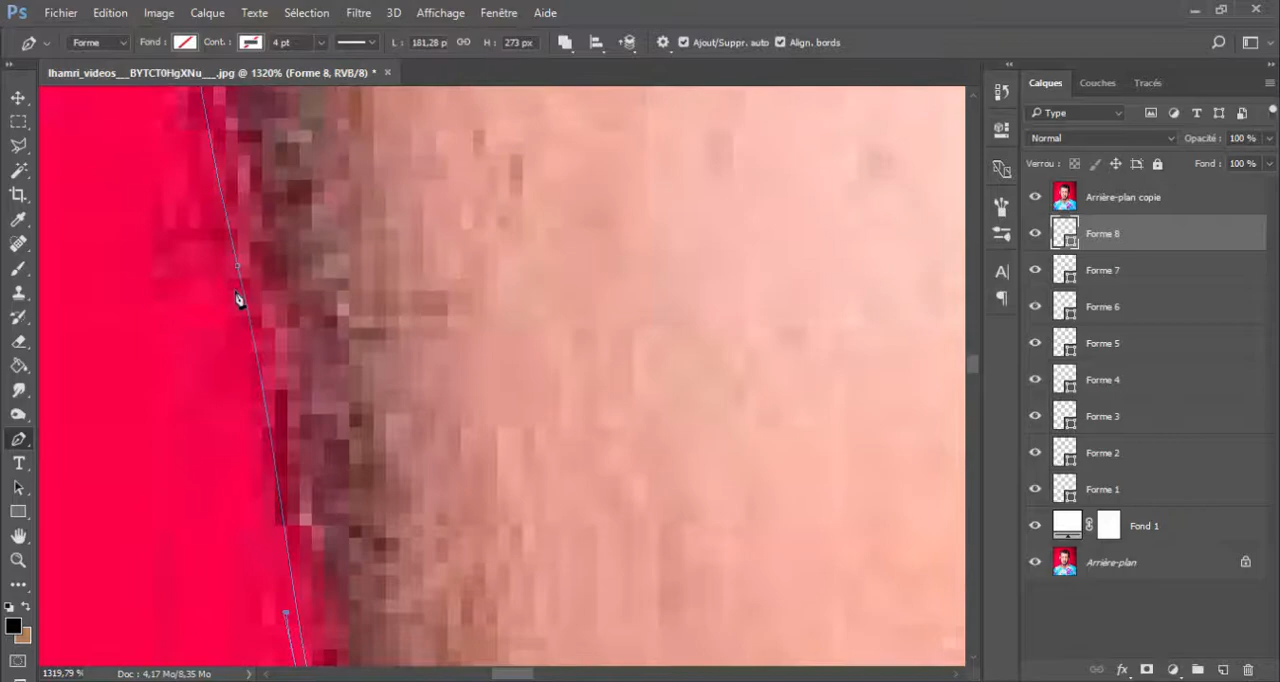 Ps Fichier Edition Image Calque Texte Sélection Filtre 3D Affichage Fenêtre Aide
Forme Fond : Cont. : 4 pt L : 181,28 p H : 273 px Ajout/Suppr. auto Align. bords
lhamri_videos___BYTCT0HgXNu___.jpg @ 1320% (Forme 8, RVB/8) *
Calques Couches Tracés
Type
Normal Opacité : 100 %
Verrou : Fond : 100 %
Arrière-plan copie
Forme 8
Forme 7
Forme 6
Forme 5
Forme 4
Forme 3
Forme 2
Forme 1
Fond 1
Arrière-plan
1319,79 % Doc : 4,17 Mo/8,35 Mo